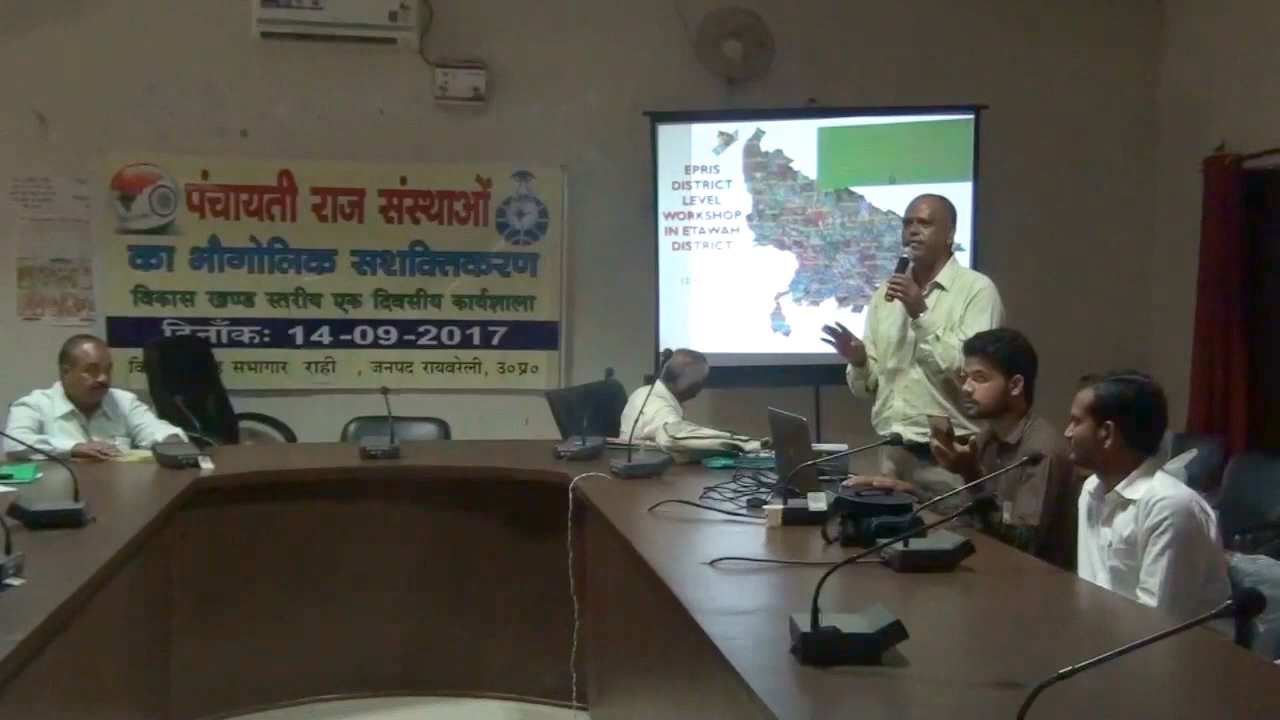 पंचायती राज संस्थाओं
का भौगोलिक सशक्तिकरण
विकास खण्ड स्तरीय एक दिवसीय कार्यशाला
दिनाँक: 14-09-2017
सभागार राही , जनपद रायबरेली, उ०प्र०
EPRIS
DISTRICT
LEVEL
WORKSHOP
IN ETAWAH
DISTRICT